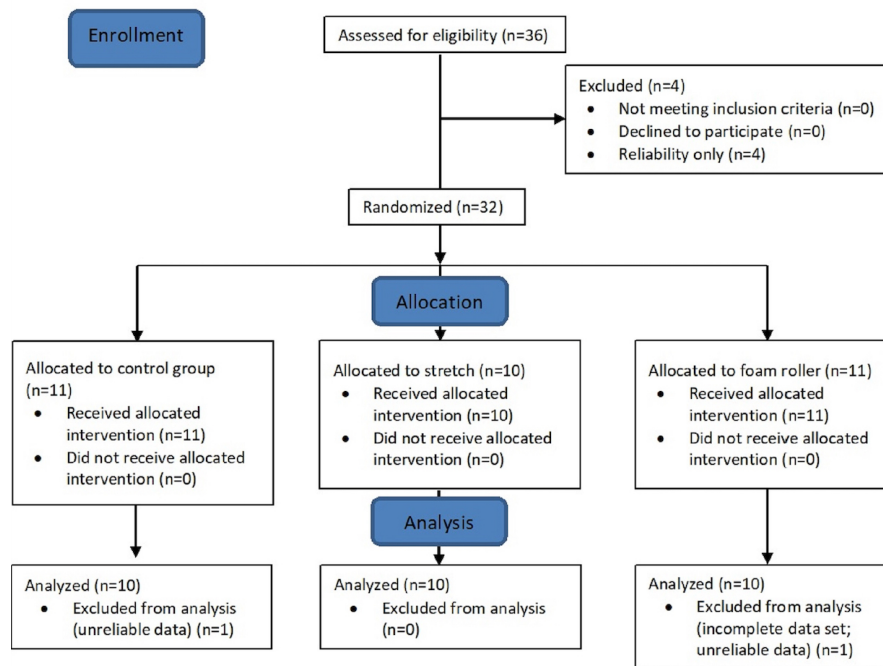 Enrollment
Assessed for eligibility (n=36)
Excluded (n=4)
• Not meeting inclusion criteria (n=0)
• Declined to participate (n=0)
• Reliability only (n=4)
Randomized (n=32)
Allocation
Allocated to control group
(n=11)
• Received allocated
intervention (n=11)
• Did not receive allocated
intervention (n=0)
Allocated to stretch (n=10)
• Received allocated
intervention (n=10)
• Did not receive allocated
intervention (n=0)
Allocated to foam roller (n=11)
• Received allocated
intervention (n=11)
• Did not receive allocated
intervention (n=0)
Analysis
Analyzed (n=10)
• Excluded from analysis
(unreliable data) (n=1)
Analyzed (n=10)
• Excluded from analysis
(n=0)
Analyzed (n=10)
• Excluded from analysis
(incomplete data set;
unreliable data) (n=1)